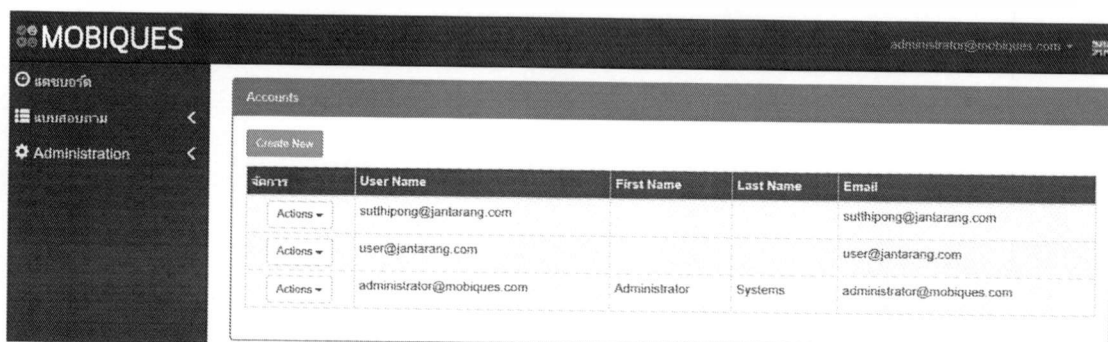 MOBIQUES
administrator@mobiques.com
แดชบอร์ด
แบบสอบถาม
Administration
Accounts
Create New
จัดการ User Name First Name Last Name Email
Actions sutthipong@jantarang.com sutthipong@jantarang.com
Actions user@jantarang.com user@jantarang.com
Actions administrator@mobiques.com Administrator Systems administrator@mobiques.com